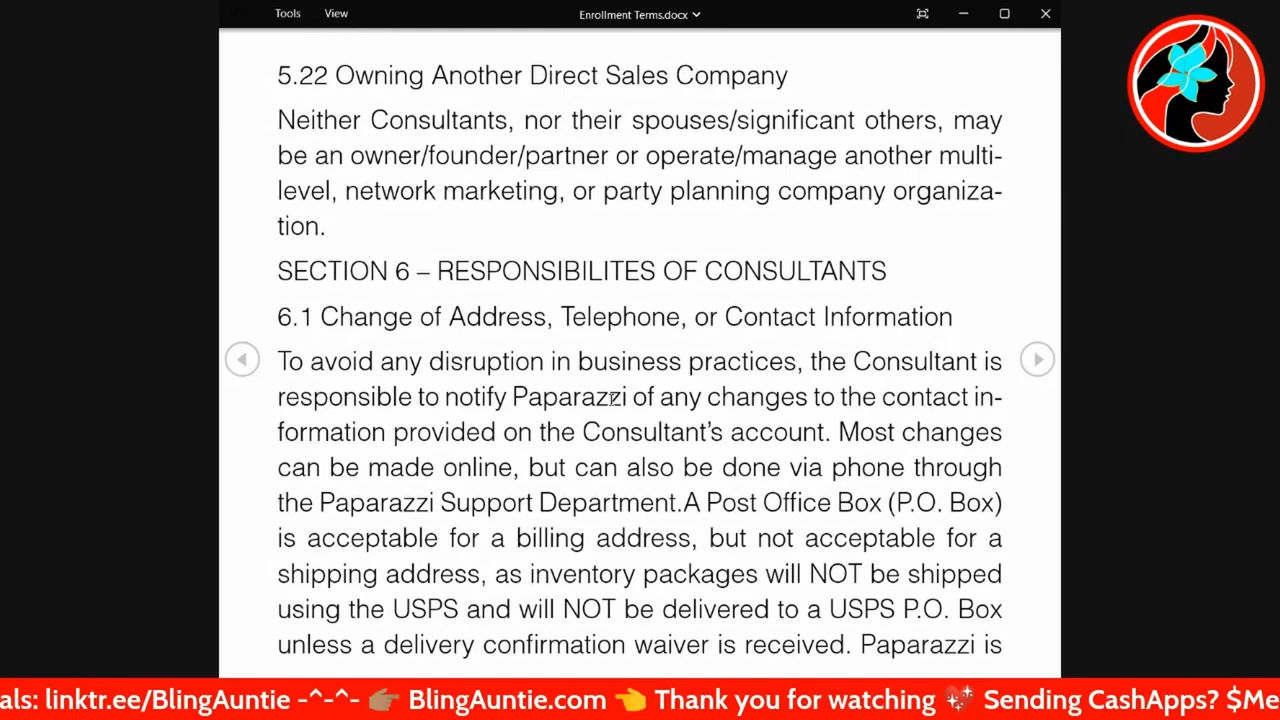 Tools View Enrollment Terms.docx
5.22 Owning Another Direct Sales Company
Neither Consultants, nor their spouses/significant others, may
be an owner/founder/partner or operate/manage another multi-
level, network marketing, or party planning company organiza-
tion.
SECTION 6 – RESPONSIBILITES OF CONSULTANTS
6.1 Change of Address, Telephone, or Contact Information
To avoid any disruption in business practices, the Consultant is
responsible to notify Paparazzi of any changes to the contact in-
formation provided on the Consultant's account. Most changes
can be made online, but can also be done via phone through
the Paparazzi Support Department.A Post Office Box (P.O. Box)
is acceptable for a billing address, but not acceptable for a
shipping address, as inventory packages will NOT be shipped
using the USPS and will NOT be delivered to a USPS P.O. Box
unless a delivery confirmation waiver is received. Paparazzi is
als: linktr.ee/BlingAuntie -^-^- 👉🏽 BlingAuntie.com 👈 Thank you for watching 💖 Sending CashApps? $Me